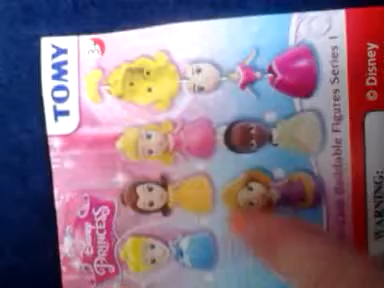 TOMY
3+
Disney
PRINCESS
Buildable Figures Series 1
© Disney
WARNING: